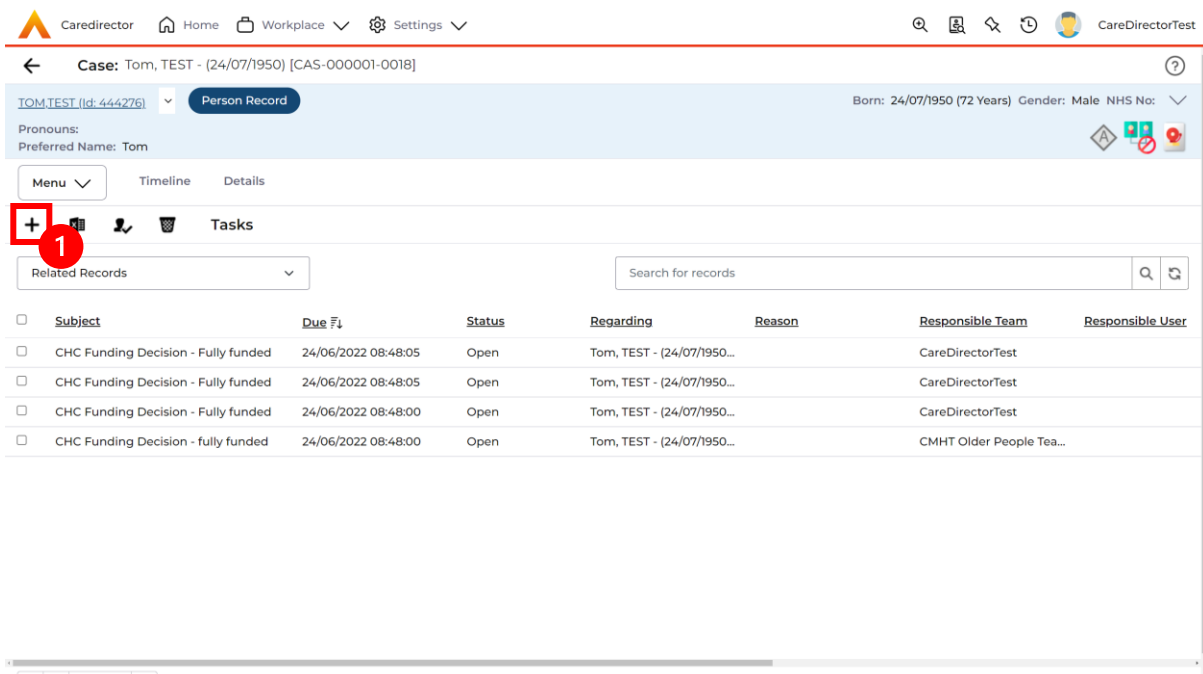 Caredirector Home Workplace Settings CareDirectorTest
Case: Tom, TEST - (24/07/1950) [CAS-000001-0018] ?
TOM,TEST (Id: 444276) Person Record Born: 24/07/1950 (72 Years) Gender: Male NHS No:
Pronouns:
Preferred Name: Tom A
Menu Timeline Details
Tasks
1
Related Records Search for records
Subject Due Status Regarding Reason Responsible Team Responsible User
CHC Funding Decision - Fully funded 24/06/2022 08:48:05 Open Tom, TEST - (24/07/1950... CareDirectorTest
CHC Funding Decision - Fully funded 24/06/2022 08:48:05 Open Tom, TEST - (24/07/1950... CareDirectorTest
CHC Funding Decision - Fully funded 24/06/2022 08:48:00 Open Tom, TEST - (24/07/1950... CareDirectorTest
CHC Funding Decision - fully funded 24/06/2022 08:48:00 Open Tom, TEST - (24/07/1950... CMHT Older People Tea...